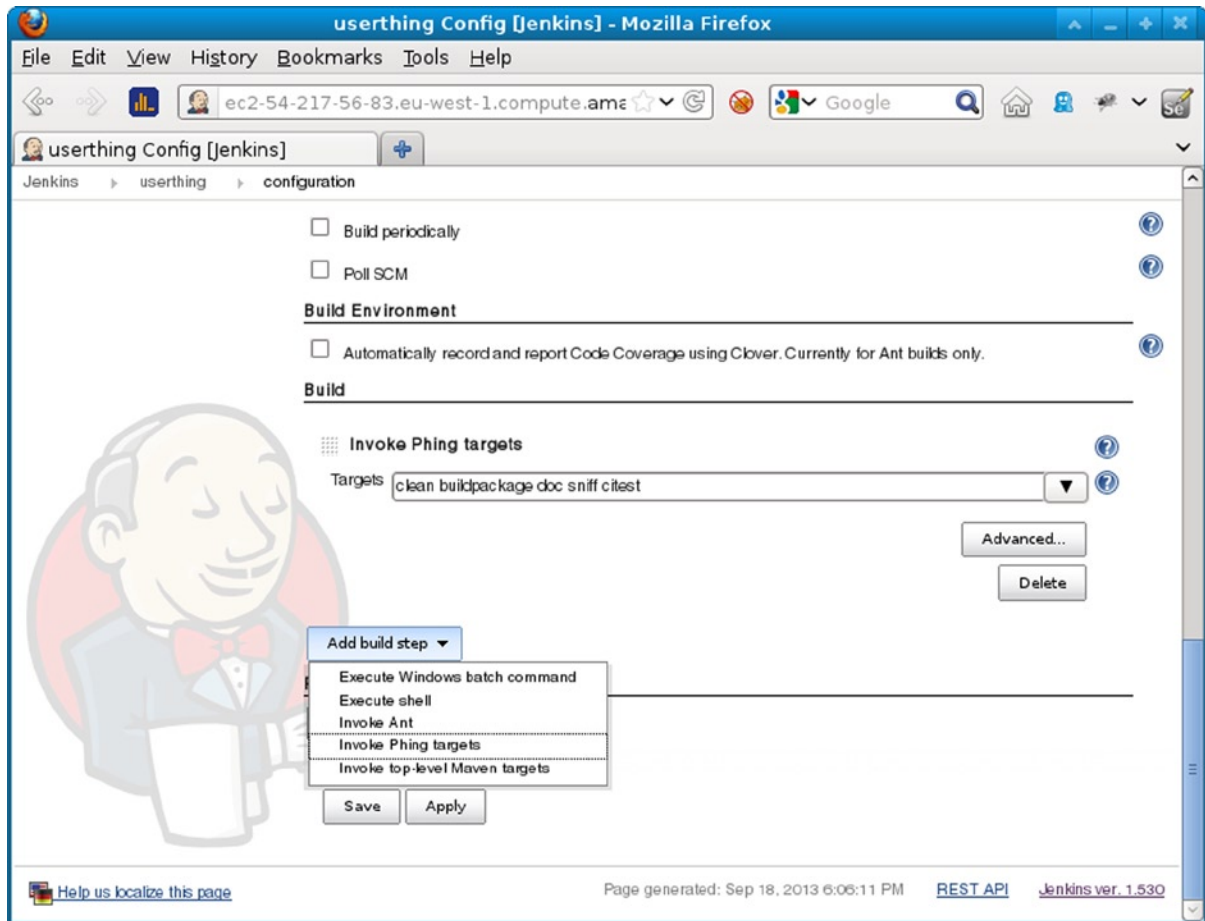 userthing Config [Jenkins] - Mozilla Firefox
File Edit View History Bookmarks Tools Help
ec2-54-217-56-83.eu-west-1.compute.ama Google
userthing Config [Jenkins]
Jenkins userthing configuration
Build periodically
Poll SCM
Build Environment
Automatically record and report Code Coverage using Clover. Currently for Ant builds only.
Build
Invoke Phing targets
Targets clean buildpackage doc sniff citest
Advanced...
Delete
Add build step
Execute Windows batch command
Execute shell
Invoke Ant
Invoke Phing targets
Invoke top-level Maven targets
Save Apply
Help us localize this page Page generated: Sep 18, 2013 6:06:11 PM REST API Jenkins ver. 1.530